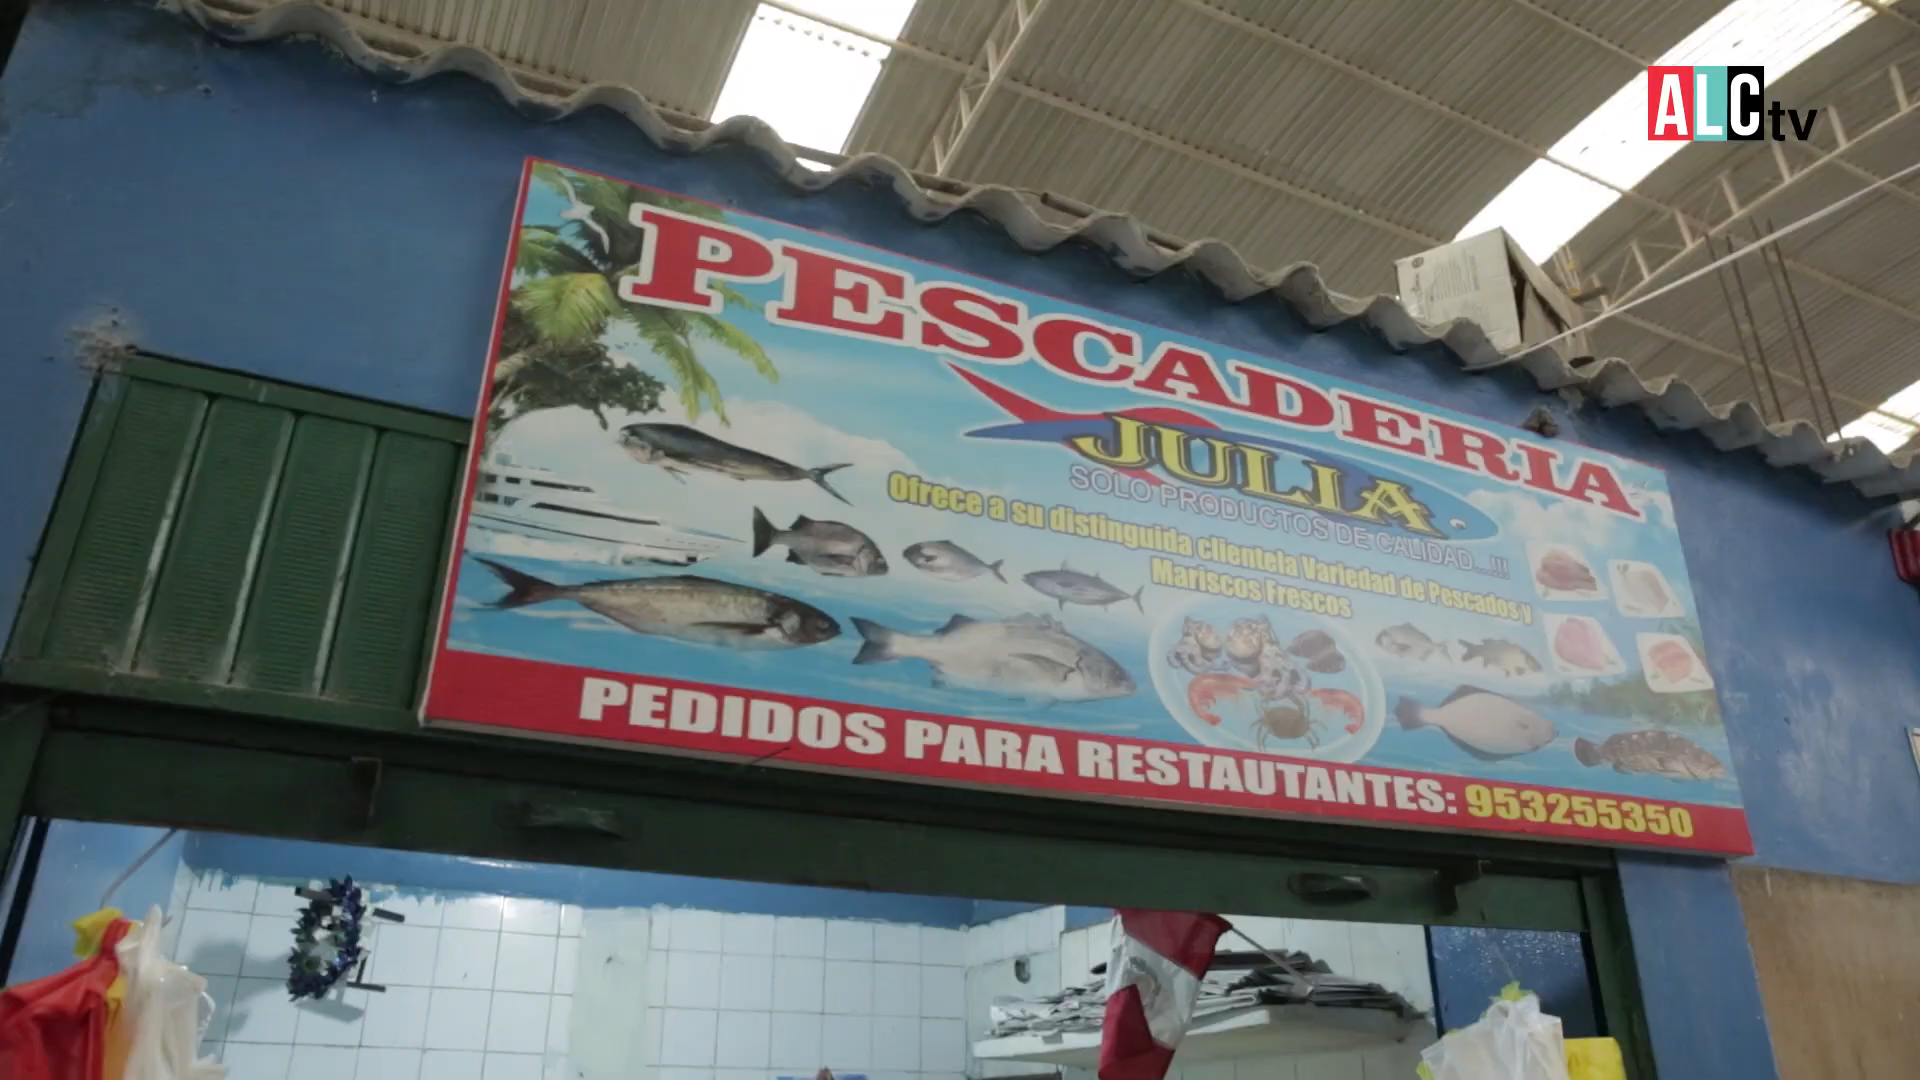 ALCtv
PESCADERIA
JULIA
SOLO PRODUCTOS DE CALIDAD...!!!
Ofrece a su distinguida clientela Variedad de Pescados y
Mariscos Frescos
PEDIDOS PARA RESTAUTANTES: 953255350